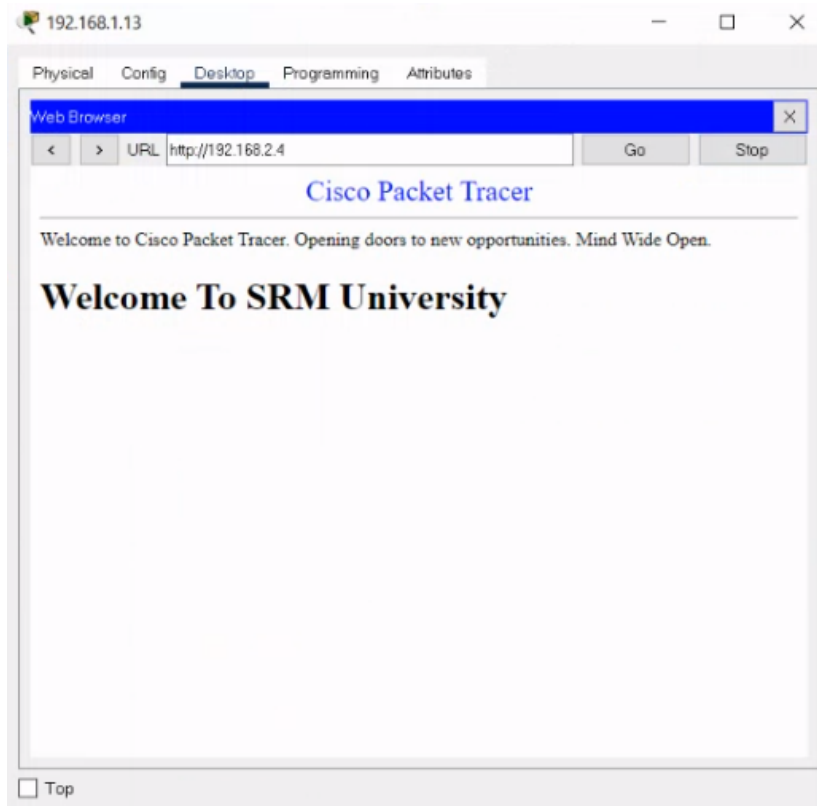 192.168.1.13
Physical Config Desktop Programming Attributes
Web Browser
< > URL http://192.168.2.4 Go Stop
Cisco Packet Tracer
Welcome to Cisco Packet Tracer. Opening doors to new opportunities. Mind Wide Open.
Welcome To SRM University
Top